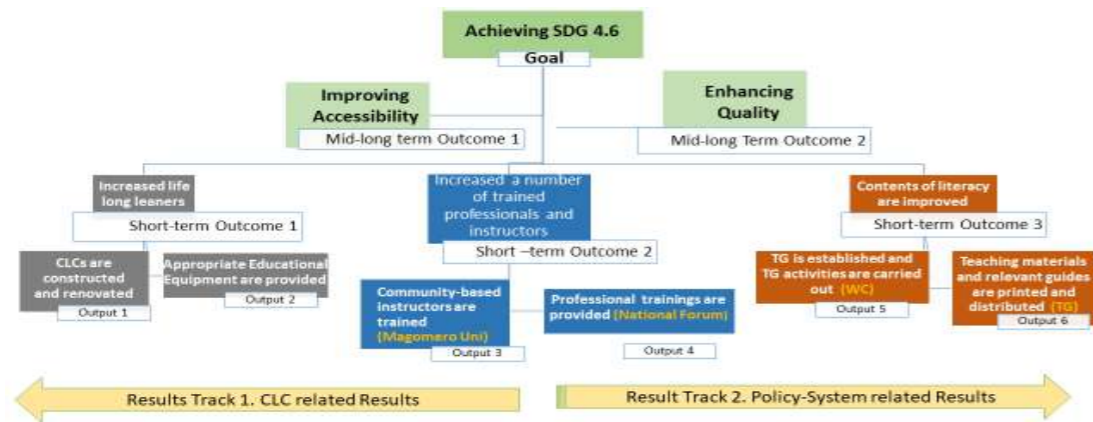 Achieving SDG 4.6
Goal
Improving
Accessibility
Mid-long term Outcome 1
Enhancing
Quality
Mid-long Term Outcome 2
Increased life
long leaners
Short-term Outcome 1
Increased a number
of trained
professionals and
instructors
Short –term Outcome 2
Contents of literacy
are improved
Short-term Outcome 3
CLCs are
constructed
and renovated
Output 1
Appropriate Educational
Equipment are provided
Output 2
Community-based
instructors are
trained
(Magomero Uni)
Output 3
Professional trainings are
provided (National Forum)
Output 4
TG is established and
TG activities are carried
out (WC)
Output 5
Teaching materials
and relevant guides
are printed and
distributed (TG)
Output 6
Results Track 1. CLC related Results
Result Track 2. Policy-System related Results